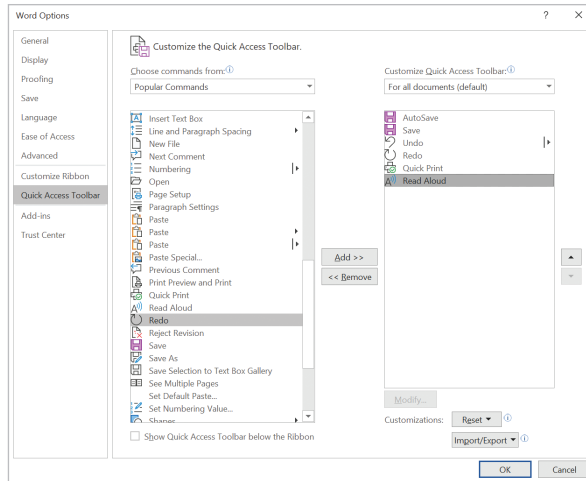 Word Options
?
×
General
Display
Proofing
Save
Language
Ease of Access
Advanced
Customize Ribbon
Quick Access Toolbar
Add-ins
Trust Center
Customize the Quick Access Toolbar.
Choose commands from:
Popular Commands
Insert Text Box
Line and Paragraph Spacing
New File
Next Comment
Numbering
Open
Page Setup
Paragraph Settings
Paste
Paste
Paste
Paste Special...
Previous Comment
Print Preview and Print
Quick Print
Read Aloud
Redo
Reject Revision
Save
Save As
Save Selection to Text Box Gallery
See Multiple Pages
Set Default Paste...
Set Numbering Value...
Shapes
Show Quick Access Toolbar below the Ribbon
Add >>
<< Remove
Customize Quick Access Toolbar:
For all documents (default)
AutoSave
Save
Undo
Redo
Quick Print
Read Aloud
Modify...
Customizations:
Reset
Import/Export
OK
Cancel